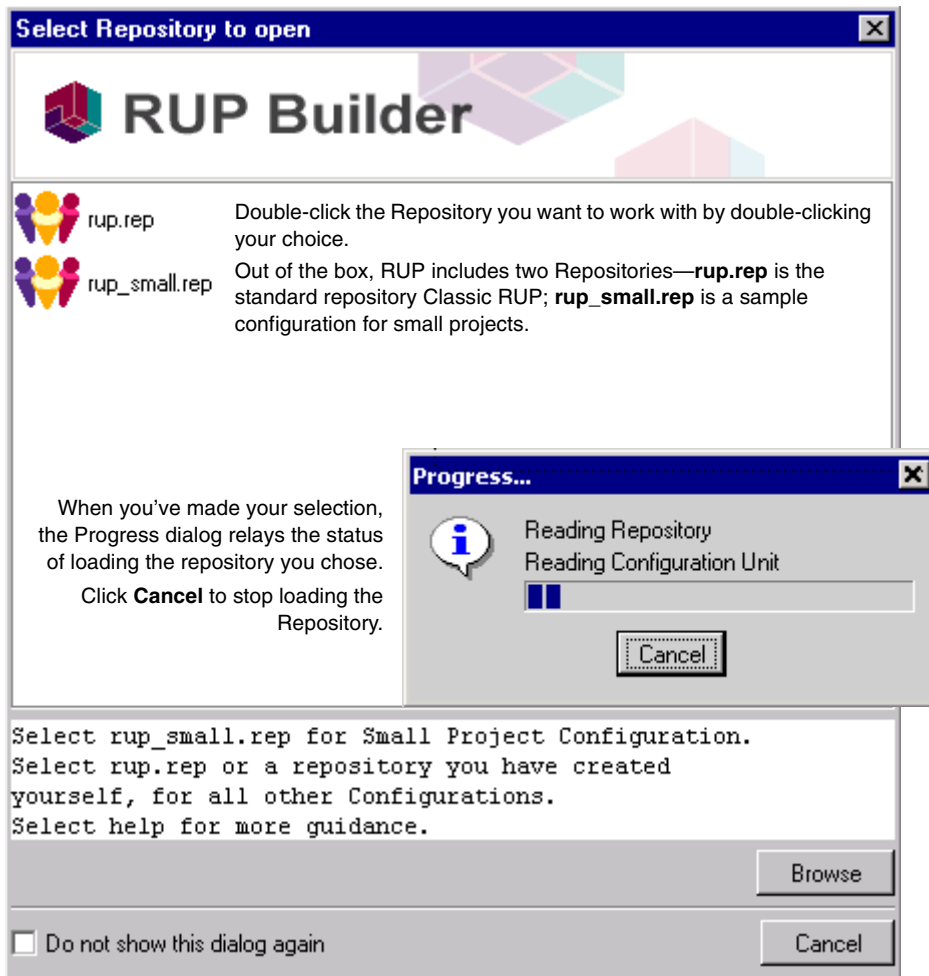 Select Repository to open
RUP Builder
rup.rep
Double-click the Repository you want to work with by double-clicking
your choice.
rup_small.rep
Out of the box, RUP includes two Repositories—rup.rep is the
standard repository Classic RUP; rup_small.rep is a sample
configuration for small projects.
When you've made your selection,
the Progress dialog relays the status
of loading the repository you chose.
Click Cancel to stop loading the
Repository.
Progress...
Reading Repository
Reading Configuration Unit
Cancel
Select rup_small.rep for Small Project Configuration.
Select rup.rep or a repository you have created
yourself, for all other Configurations.
Select help for more guidance.
Browse
Do not show this dialog again
Cancel